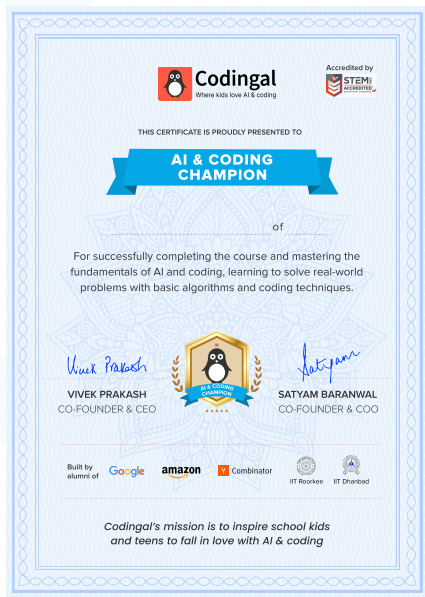 Codingal
Where kids love AI & coding
Accredited by
STEM.ORG
ACCREDITED
THIS CERTIFICATE IS PROUDLY PRESENTED TO
AI & CODING
CHAMPION
of
For successfully completing the course and mastering the
fundamentals of AI and coding, learning to solve real-world
problems with basic algorithms and coding techniques.
Vivek Prakash
Satyam
AI & CODING
CHAMPION
VIVEK PRAKASH
CO-FOUNDER & CEO
SATYAM BARANWAL
CO-FOUNDER & COO
Built by
alumni of
Google
amazon
Y Combinator
IIT Roorkee
IIT Dhanbad
Codingal's mission is to inspire school kids
and teens to fall in love with AI & coding